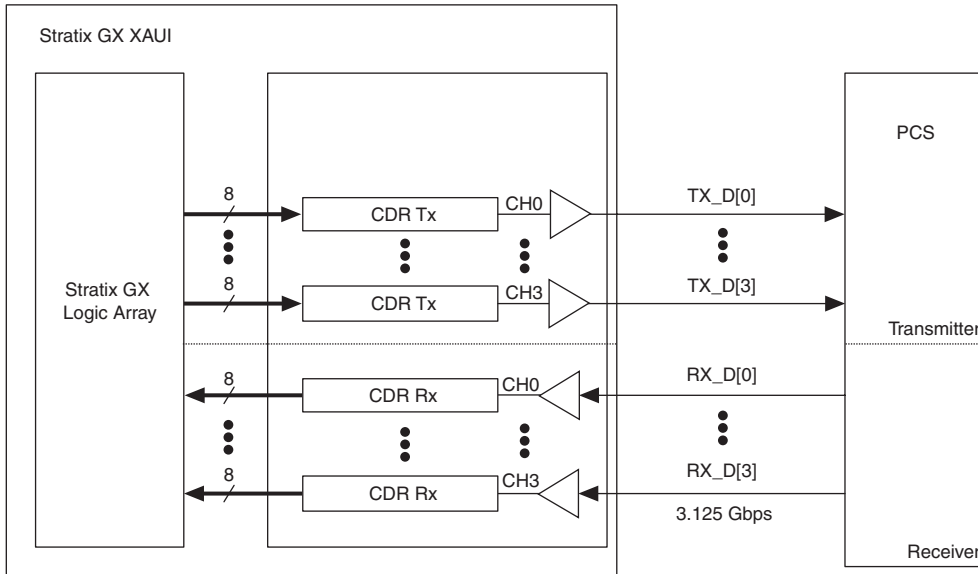 Stratix GX XAUI
PCS
8
CDR Tx
CH0
TX_D[0]
Stratix GX
Logic Array
8
CDR Tx
CH3
TX_D[3]
Transmitter
8
CDR Rx
CH0
RX_D[0]
8
CDR Rx
CH3
RX_D[3]
3.125 Gbps
Receiver